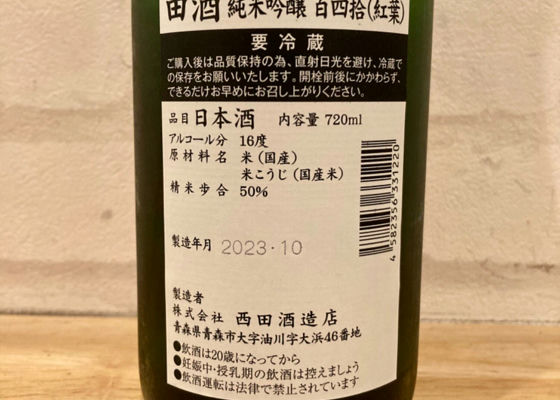 田酒 純米吟醸 百四拾(紅葉)
要冷蔵
ご購入後は品質保持の為、直射日光を避け、冷蔵で
の保存をお願いいたします。開栓前後にかかわらず、
できるだけお早めにお召し上がりください。
品目 日本酒 内容量 720ml
アルコール分 16度
原材料名 米(国産)
米こうじ(国産米)
精米歩合 50%
4 582356 331220
製造年月 2023・10
製造者
株式会社 西田酒造店
青森県青森市大字油川字大浜46番地
●飲酒は20歳になってから
●妊娠中・授乳期の飲酒は控えましょう
●飲酒運転は法律で禁止されています